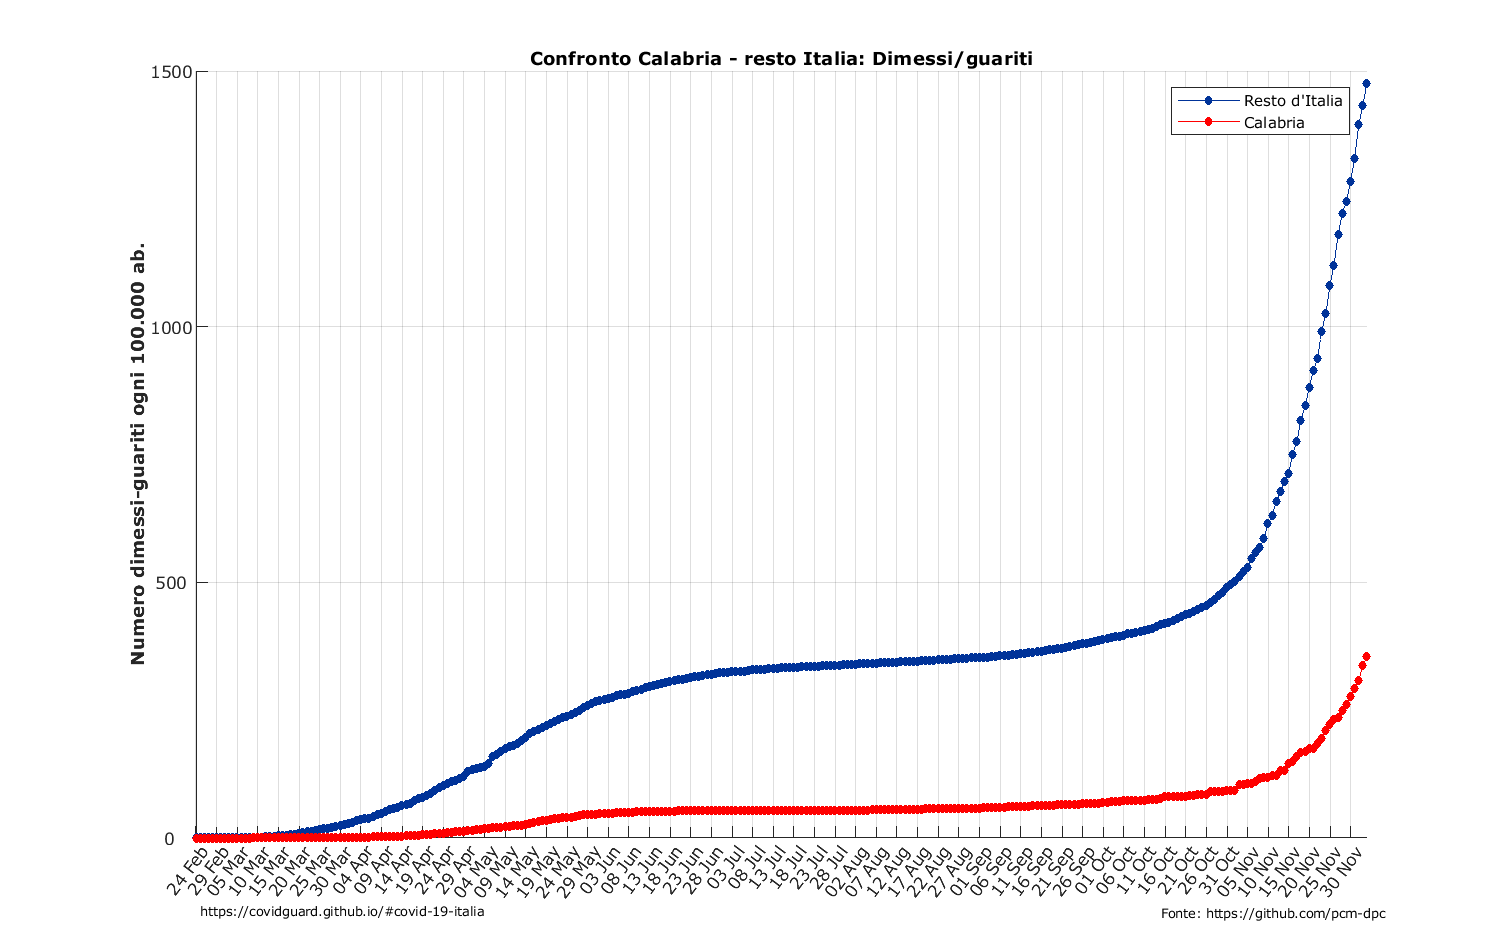 Confronto Calabria - resto Italia: Dimessi/guariti
Resto d'Italia
Calabria
Numero dimessi-guariti ogni 100.000 ab.
1500
1000
500
0
24 Feb
29 Feb
05 Mar
10 Mar
15 Mar
20 Mar
25 Mar
30 Mar
04 Apr
09 Apr
14 Apr
19 Apr
24 Apr
29 Apr
04 May
09 May
14 May
19 May
24 May
29 May
03 Jun
08 Jun
13 Jun
18 Jun
23 Jun
28 Jun
03 Jul
08 Jul
13 Jul
18 Jul
23 Jul
28 Jul
02 Aug
07 Aug
12 Aug
17 Aug
22 Aug
27 Aug
01 Sep
06 Sep
11 Sep
16 Sep
21 Sep
26 Sep
01 Oct
06 Oct
11 Oct
16 Oct
21 Oct
26 Oct
31 Oct
05 Nov
10 Nov
15 Nov
20 Nov
25 Nov
30 Nov
https://covidguard.github.io/#covid-19-italia
Fonte: https://github.com/pcm-dpc